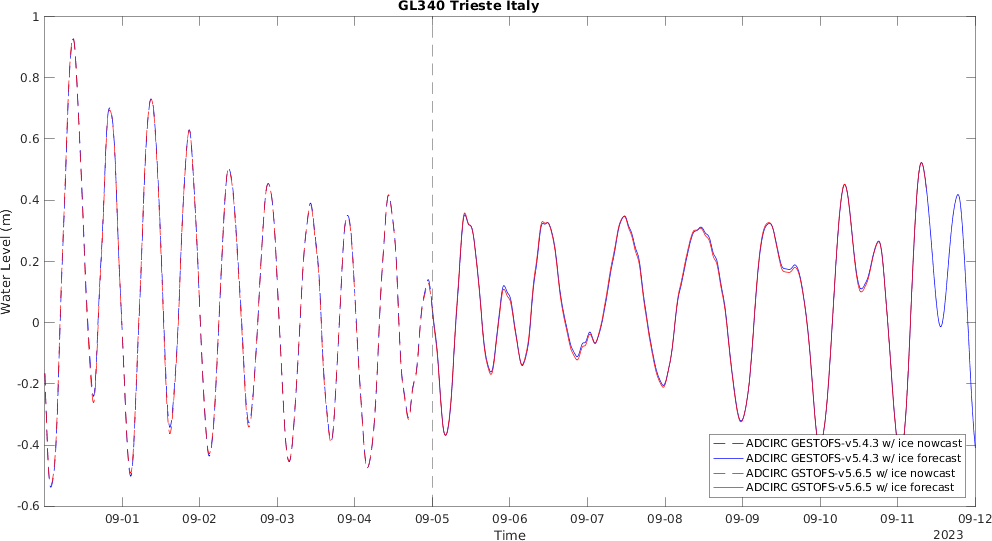 GL340 Trieste Italy
Water Level (m)
1
0.8
0.6
0.4
0.2
0
-0.2
-0.4
-0.6
ADCIRC GESTOFS-v5.4.3 w/ ice nowcast
ADCIRC GESTOFS-v5.4.3 w/ ice forecast
ADCIRC GSTOFS-v5.6.5 w/ ice nowcast
ADCIRC GSTOFS-v5.6.5 w/ ice forecast
09-01 09-02 09-03 09-04 09-05 09-06 09-07 09-08 09-09 09-10 09-11 09-12
Time
2023